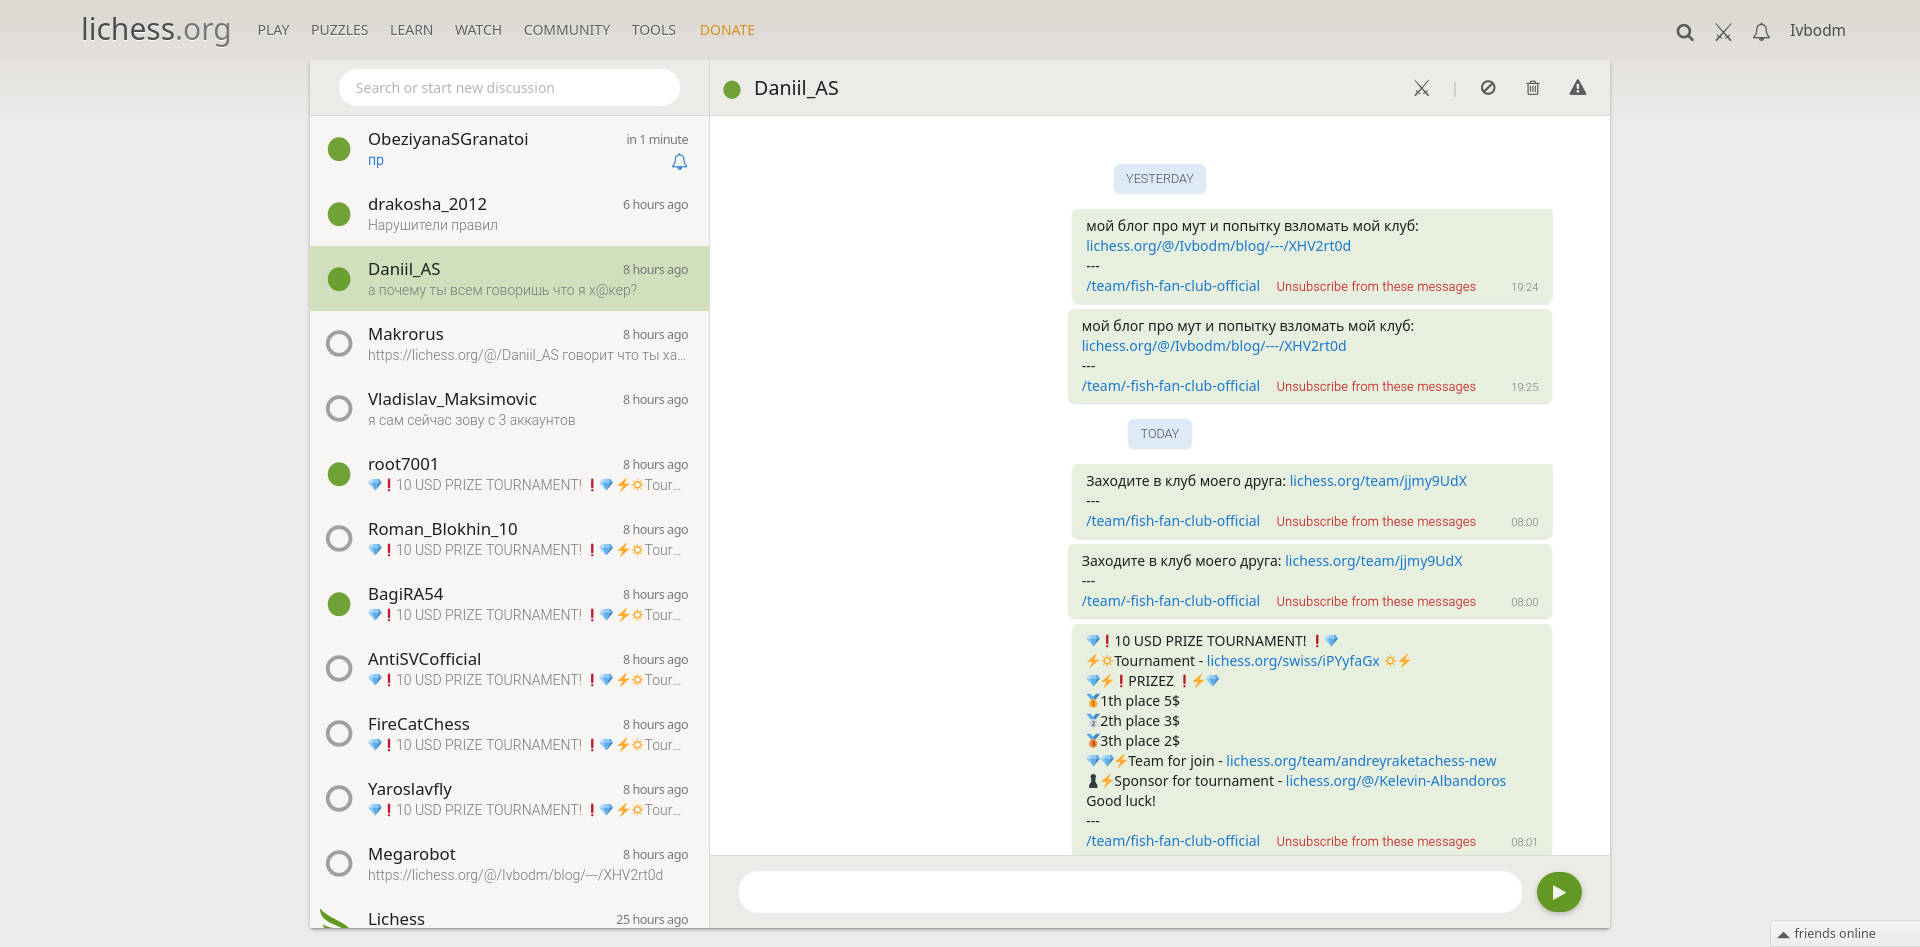 lichess.org PLAY PUZZLES LEARN WATCH COMMUNITY TOOLS DONATE Ivbodm
Search or start new discussion
ObeziyanaSGranatoi in 1 minute
пр
drakosha_2012 6 hours ago
Нарушители правил
Daniil_AS 8 hours ago
а почему ты всем говоришь что я х@кер?
Makrorus 8 hours ago
https://lichess.org/@/Daniil_AS говорит что ты ха...
Vladislav_Maksimovic 8 hours ago
я сам сейчас зову с 3 аккаунтов
root7001 8 hours ago
💎❗10 USD PRIZE TOURNAMENT! ❗💎 ⚡🔅Tour...
Roman_Blokhin_10 8 hours ago
💎❗10 USD PRIZE TOURNAMENT! ❗💎 ⚡🔅Tour...
BagiRA54 8 hours ago
💎❗10 USD PRIZE TOURNAMENT! ❗💎 ⚡🔅Tour...
AntiSVCofficial 8 hours ago
💎❗10 USD PRIZE TOURNAMENT! ❗💎 ⚡🔅Tour...
FireCatChess 8 hours ago
💎❗10 USD PRIZE TOURNAMENT! ❗💎 ⚡🔅Tour...
Yaroslavfly 8 hours ago
💎❗10 USD PRIZE TOURNAMENT! ❗💎 ⚡🔅Tour...
Megarobot 8 hours ago
https://lichess.org/@/Ivbodm/blog/---/XHV2rt0d
Lichess 25 hours ago
Daniil_AS
YESTERDAY
мой блог про мут и попытку взломать мой клуб:
lichess.org/@/Ivbodm/blog/---/XHV2rt0d
---
/team/fish-fan-club-official Unsubscribe from these messages 19:24
мой блог про мут и попытку взломать мой клуб:
lichess.org/@/Ivbodm/blog/---/XHV2rt0d
---
/team/-fish-fan-club-official Unsubscribe from these messages 19:25
TODAY
Заходите в клуб моего друга: lichess.org/team/jjmy9UdX
---
/team/fish-fan-club-official Unsubscribe from these messages 08:00
Заходите в клуб моего друга: lichess.org/team/jjmy9UdX
---
/team/-fish-fan-club-official Unsubscribe from these messages 08:00
💎❗10 USD PRIZE TOURNAMENT! ❗💎
⚡🔅Tournament - lichess.org/swiss/iPYyfaGx 🔅⚡
💎⚡❗PRIZEZ ❗⚡💎
🥇1th place 5$
🥈2th place 3$
🥉3th place 2$
💎💎⚡Team for join - lichess.org/team/andreyraketachess-new
♟⚡Sponsor for tournament - lichess.org/@/Kelevin-Albandoros
Good luck!
---
/team/fish-fan-club-official Unsubscribe from these messages 08:01
friends online